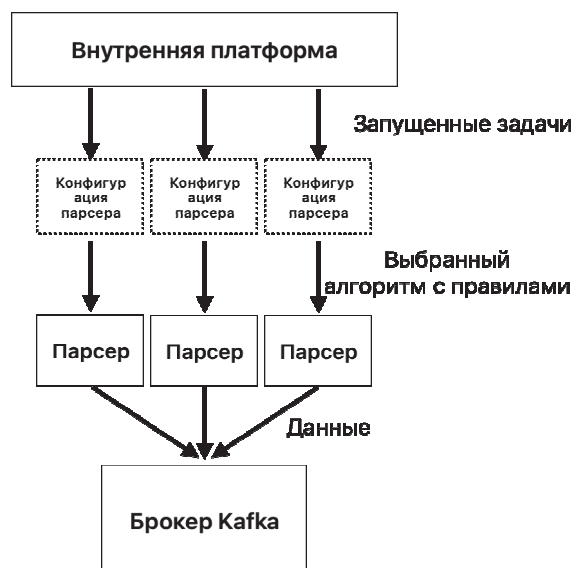 Внутренняя платформа
Запущенные задачи
Конфигур
ация
парсера
Конфигур
ация
парсера
Конфигур
ация
парсера
Выбранный
алгоритм с правилами
Парсер
Парсер
Парсер
Данные
Брокер Kafka